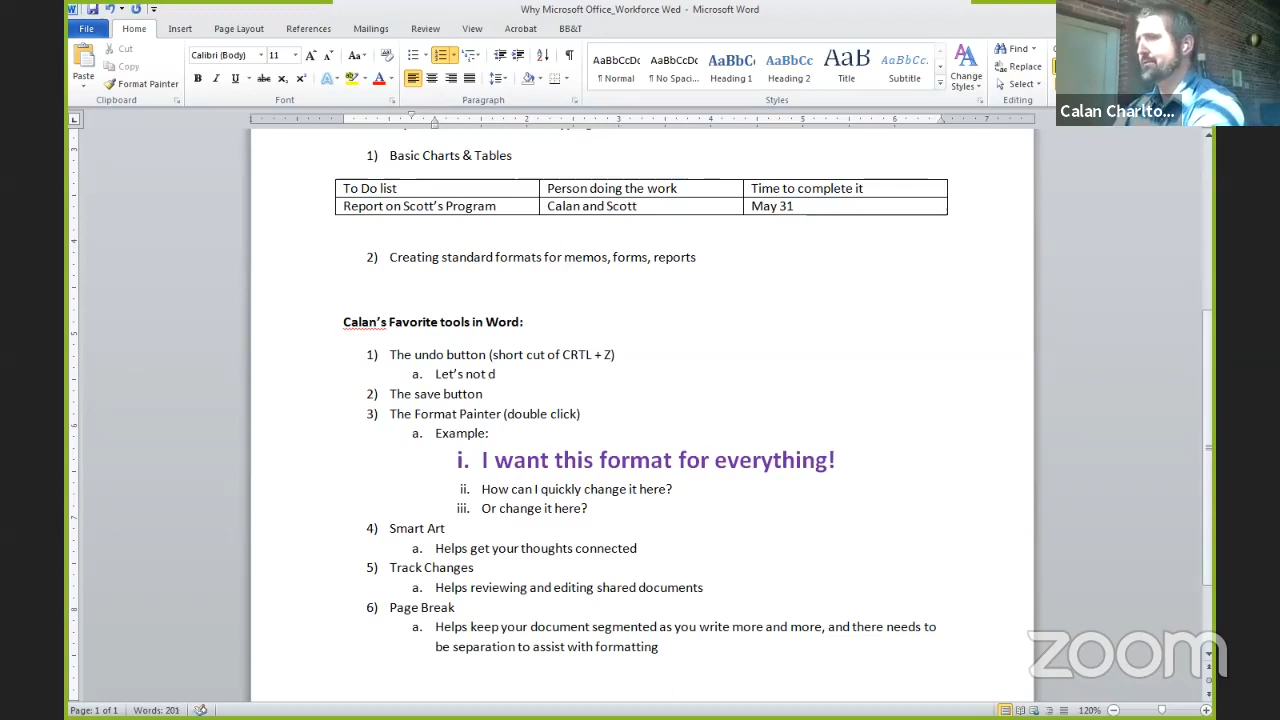 Why Microsoft Office_Workforce Wed - Microsoft Word
File Home Insert Page Layout References Mailings Review View Acrobat BB&T
Paste
Cut
Copy
Format Painter
Clipboard
Calibri (Body) 11
Font
Paragraph
AaBbCcDc AaBbCcDc AaBbC AaBbCc AaB AaBbCc.
¶ Normal ¶ No Spaci... Heading 1 Heading 2 Title Subtitle
Change
Styles
Styles
Find
Replace
Select
Editing
Calan Charlto...
1) Basic Charts & Tables
To Do list Person doing the work Time to complete it
Report on Scott's Program Calan and Scott May 31
2) Creating standard formats for memos, forms, reports
Calan's Favorite tools in Word:
1) The undo button (short cut of CRTL + Z)
a. Let's not d
2) The save button
3) The Format Painter (double click)
a. Example:
i. I want this format for everything!
ii. How can I quickly change it here?
iii. Or change it here?
4) Smart Art
a. Helps get your thoughts connected
5) Track Changes
a. Helps reviewing and editing shared documents
6) Page Break
a. Helps keep your document segmented as you write more and more, and there needs to
be separation to assist with formatting
zoom
Page: 1 of 1 Words: 201 120%